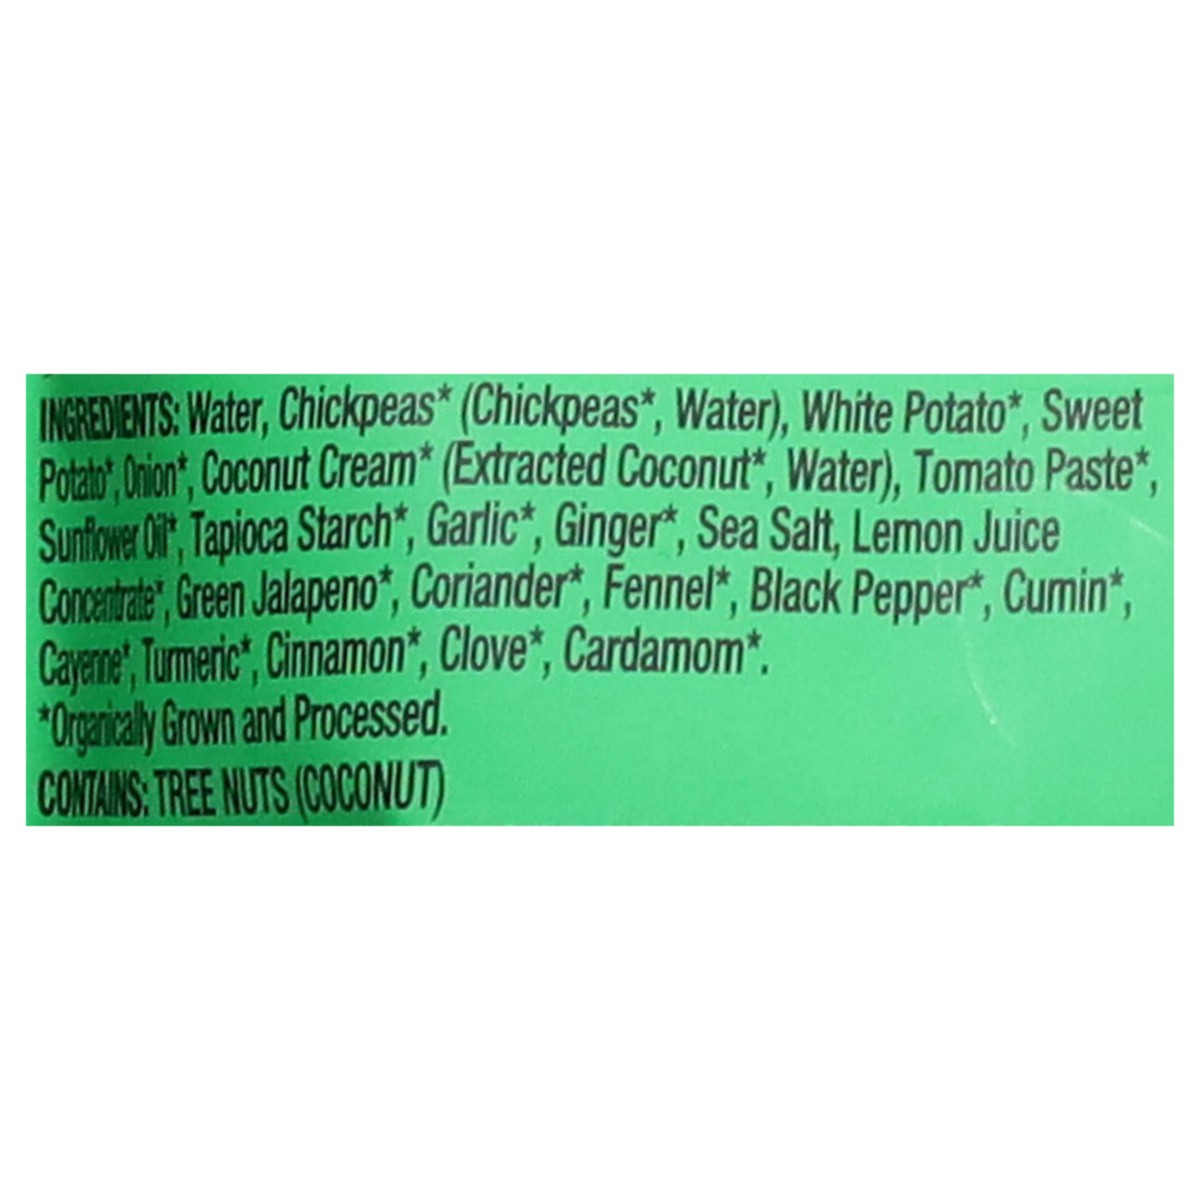 INGREDIENTS: Water, Chickpeas* (Chickpeas*, Water), White Potato*, Sweet
Potato*, Onion*, Coconut Cream* (Extracted Coconut*, Water), Tomato Paste*,
Sunflower Oil*, Tapioca Starch*, Garlic*, Ginger*, Sea Salt, Lemon Juice
Concentrate*, Green Jalapeno*, Coriander*, Fennel*, Black Pepper*, Cumin*,
Cayenne*, Turmeric*, Cinnamon*, Clove*, Cardamom*.
*Organically Grown and Processed.
CONTAINS: TREE NUTS (COCONUT)